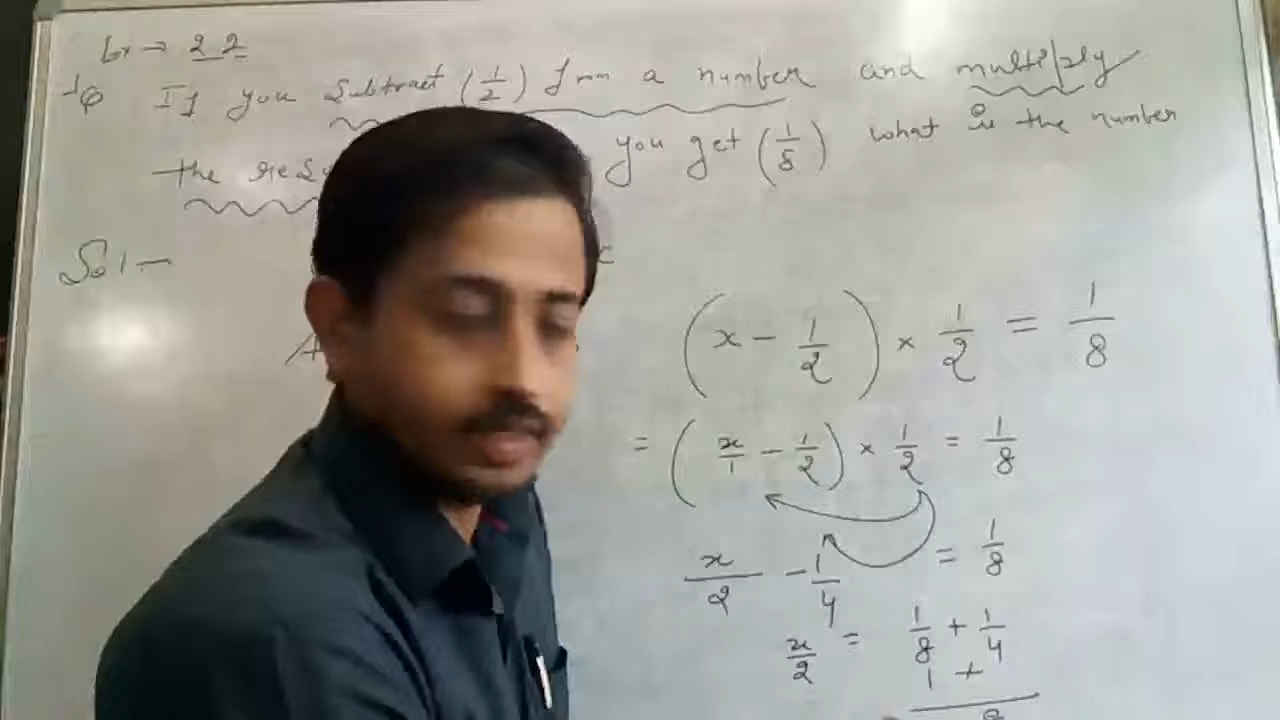 Ex → 2.2
1Q If you Subtract (1/2) from a number and multiply
the resu you get (1/8) what is the number
Sol:-
(x - 1/2) × 1/2 = 1/8
= (x/1 - 1/2) × 1/2 = 1/8
x/2 - 1/4 = 1/8
x/2 = 1/8 + 1/4
1 +